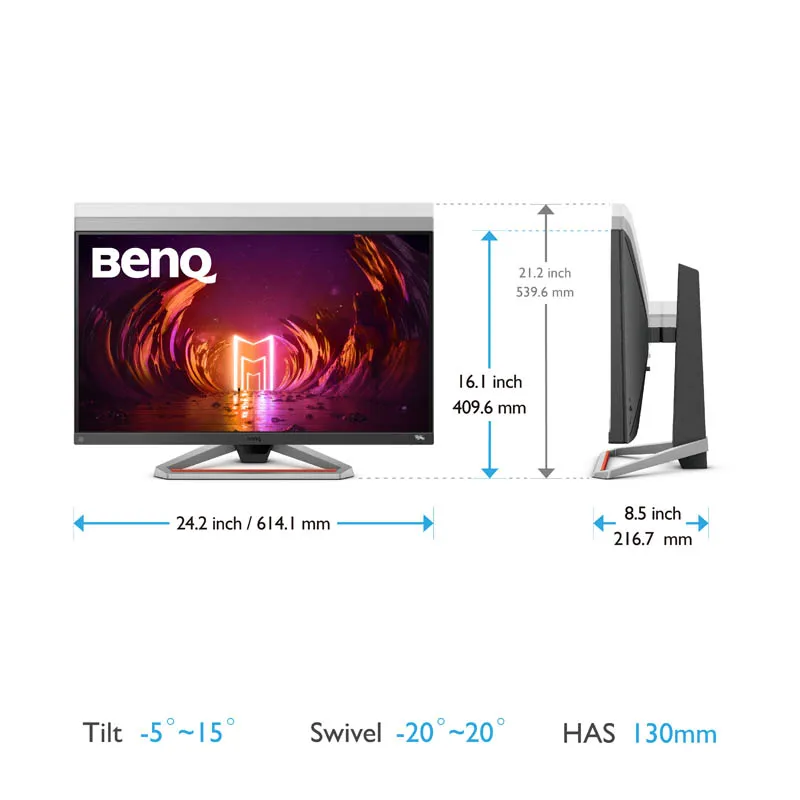 BenQ
21.2 inch
539.6 mm
16.1 inch
409.6 mm
BenQ
24.2 inch / 614.1 mm
8.5 inch
216.7 mm
Tilt -5°~15°
Swivel -20°~20°
HAS 130mm